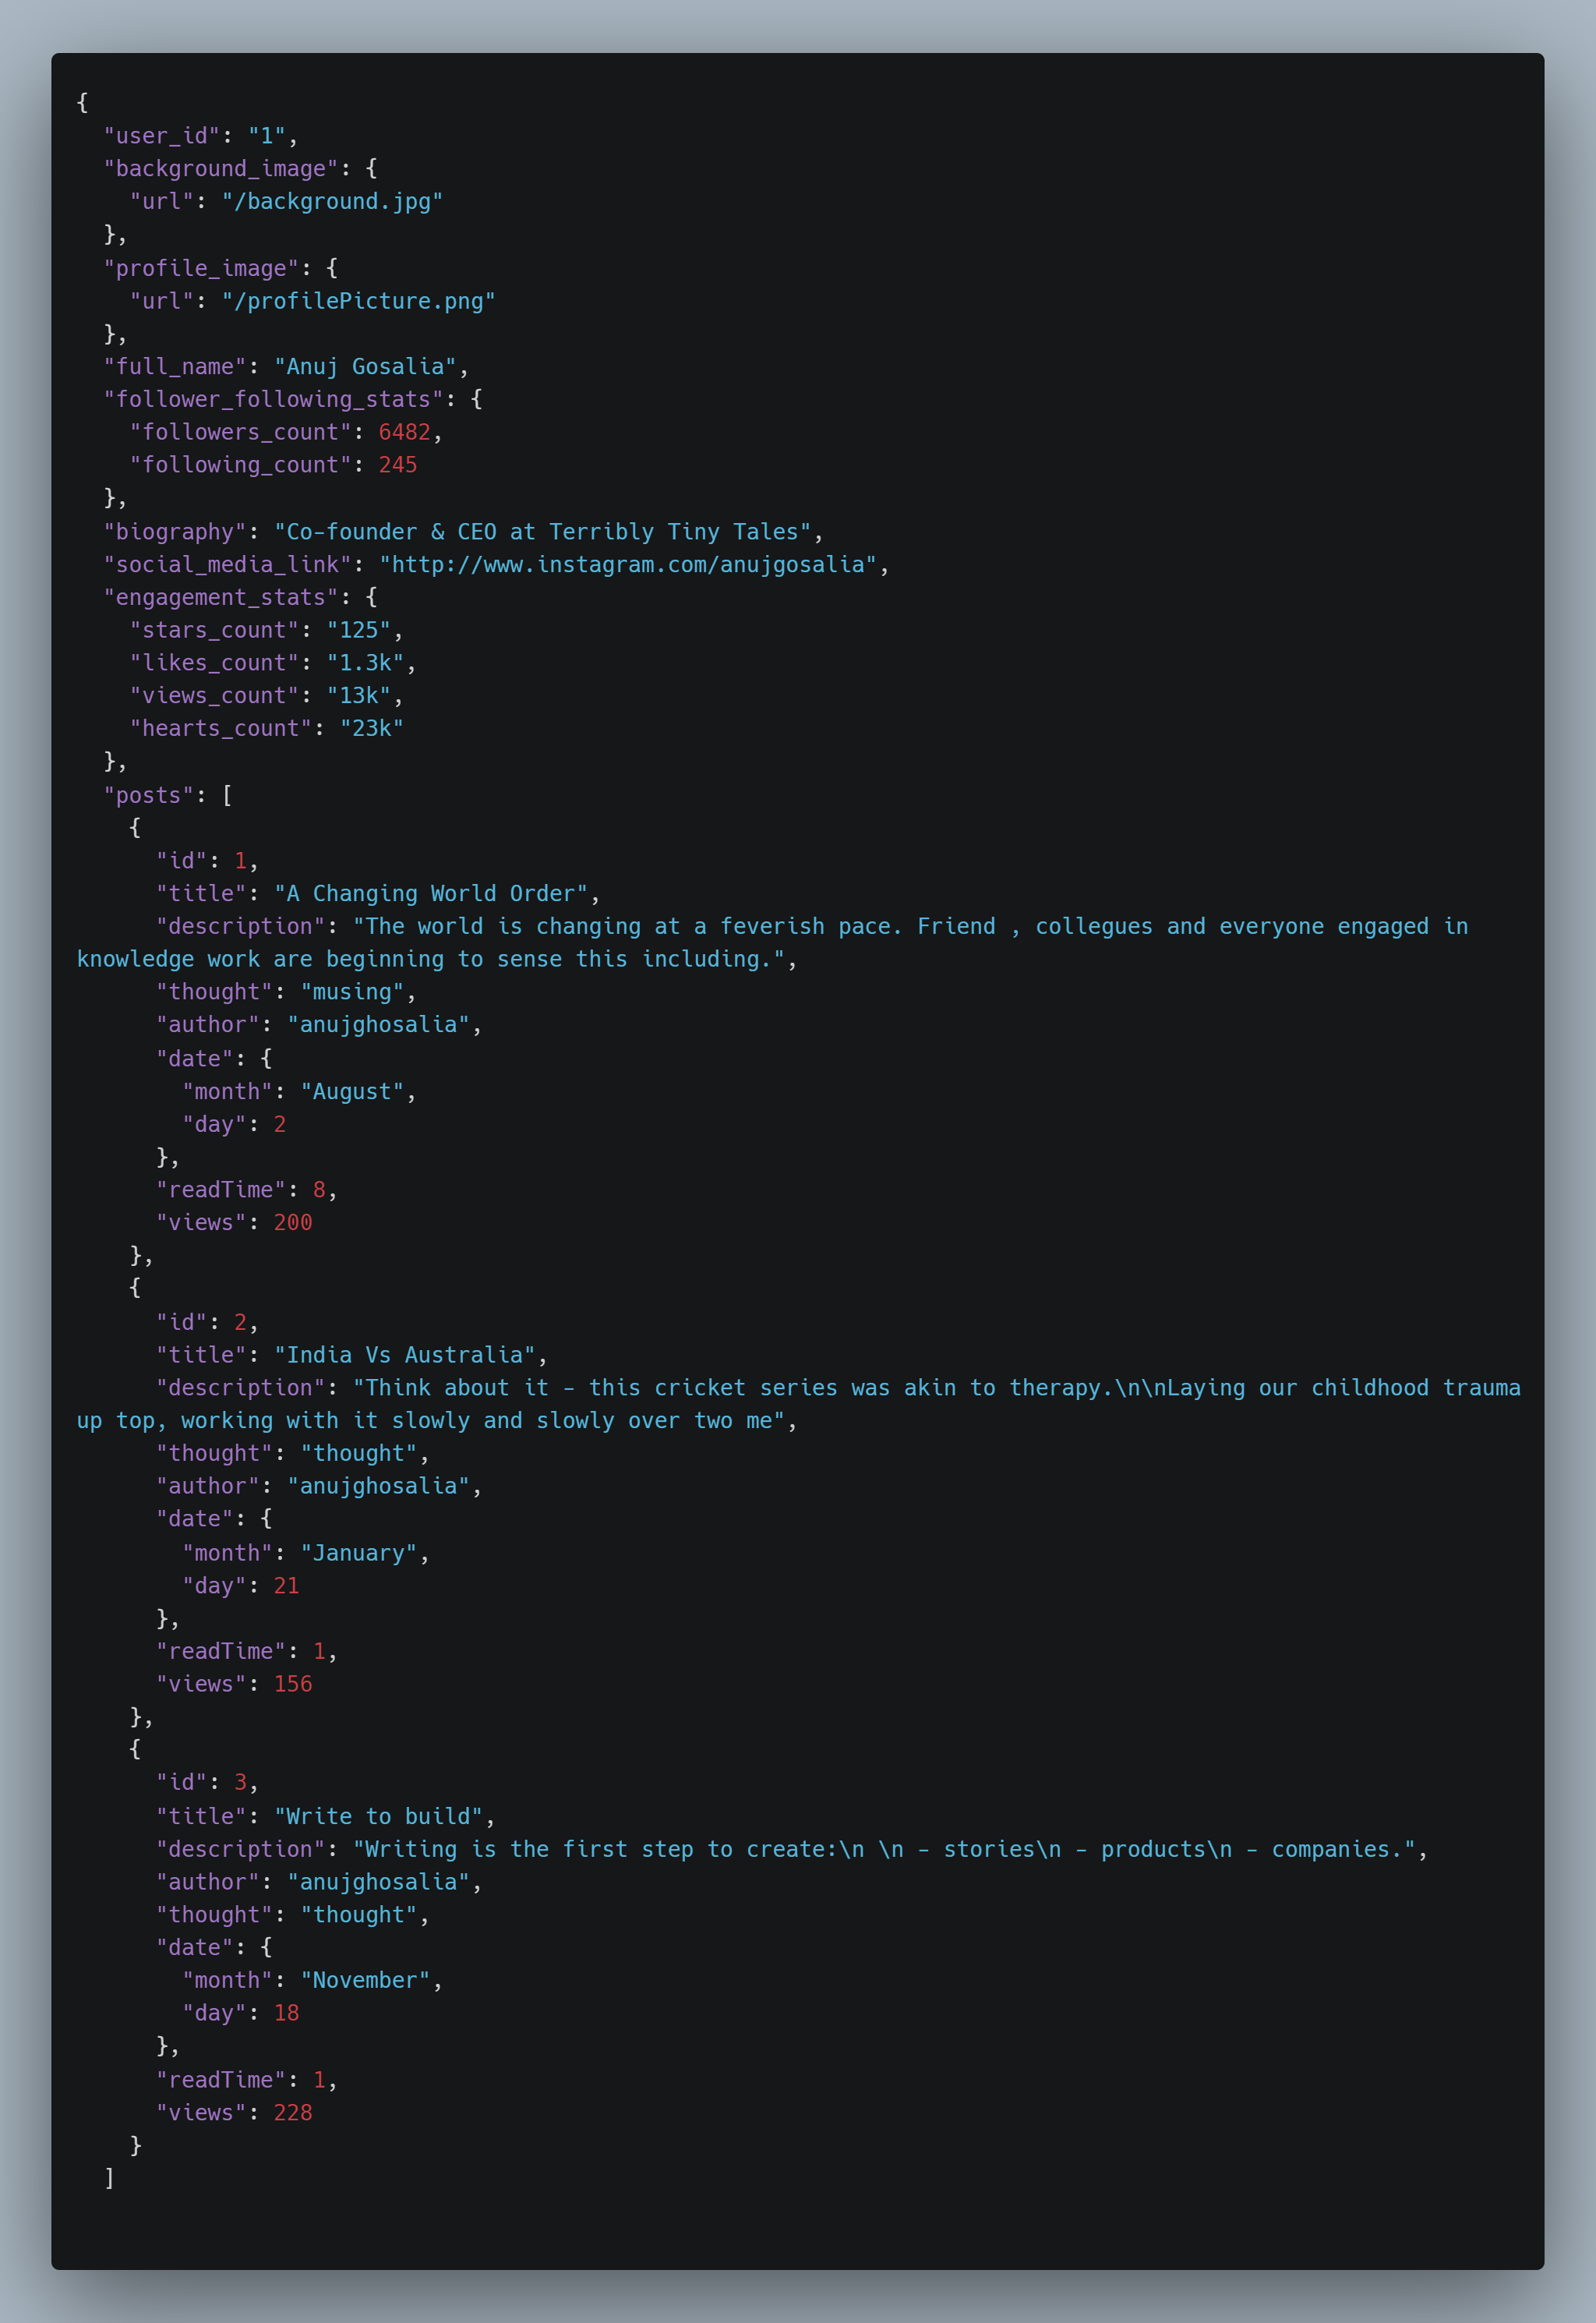 {
  "user_id": "1",
  "background_image": {
    "url": "/background.jpg"
  },
  "profile_image": {
    "url": "/profilePicture.png"
  },
  "full_name": "Anuj Gosalia",
  "follower_following_stats": {
    "followers_count": 6482,
    "following_count": 245
  },
  "biography": "Co-founder & CEO at Terribly Tiny Tales",
  "social_media_link": "http://www.instagram.com/anujgosalia",
  "engagement_stats": {
    "stars_count": "125",
    "likes_count": "1.3k",
    "views_count": "13k",
    "hearts_count": "23k"
  },
  "posts": [
    {
      "id": 1,
      "title": "A Changing World Order",
      "description": "The world is changing at a feverish pace. Friend , collegues and everyone engaged in
knowledge work are beginning to sense this including.",
      "thought": "musing",
      "author": "anujghosalia",
      "date": {
        "month": "August",
        "day": 2
      },
      "readTime": 8,
      "views": 200
    },
    {
      "id": 2,
      "title": "India Vs Australia",
      "description": "Think about it - this cricket series was akin to therapy.\n\nLaying our childhood trauma
up top, working with it slowly and slowly over two me",
      "thought": "thought",
      "author": "anujghosalia",
      "date": {
        "month": "January",
        "day": 21
      },
      "readTime": 1,
      "views": 156
    },
    {
      "id": 3,
      "title": "Write to build",
      "description": "Writing is the first step to create:\n \n - stories\n - products\n - companies.",
      "author": "anujghosalia",
      "thought": "thought",
      "date": {
        "month": "November",
        "day": 18
      },
      "readTime": 1,
      "views": 228
    }
  ]